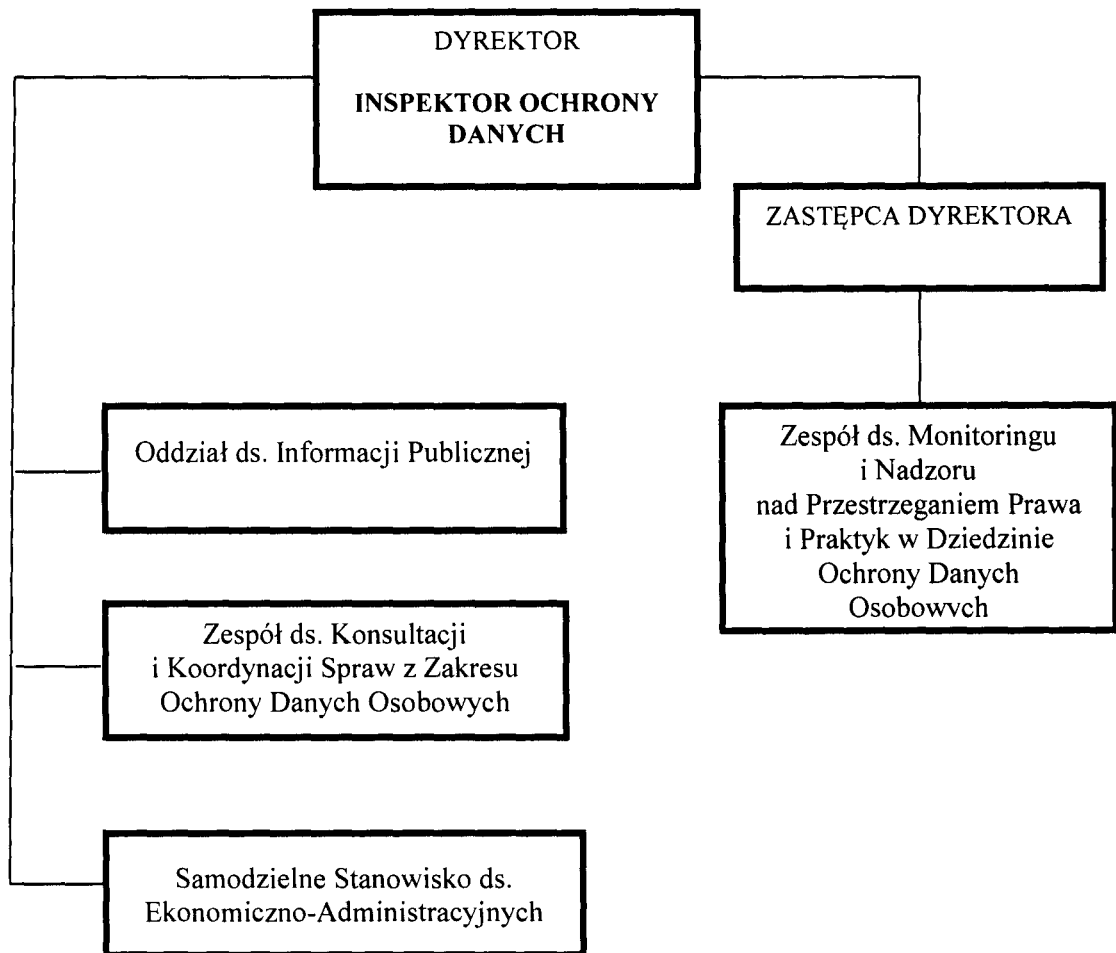 DYREKTOR
INSPEKTOR OCHRONY
DANYCH
ZASTĘPCA DYREKTORA
Oddział ds. Informacji Publicznej
Zespół ds. Monitoringu
i Nadzoru
nad Przestrzeganiem Prawa
i Praktyk w Dziedzinie
Ochrony Danych
Osobowych
Zespół ds. Konsultacji
i Koordynacji Spraw z Zakresu
Ochrony Danych Osobowych
Samodzielne Stanowisko ds.
Ekonomiczno-Administracyjnych